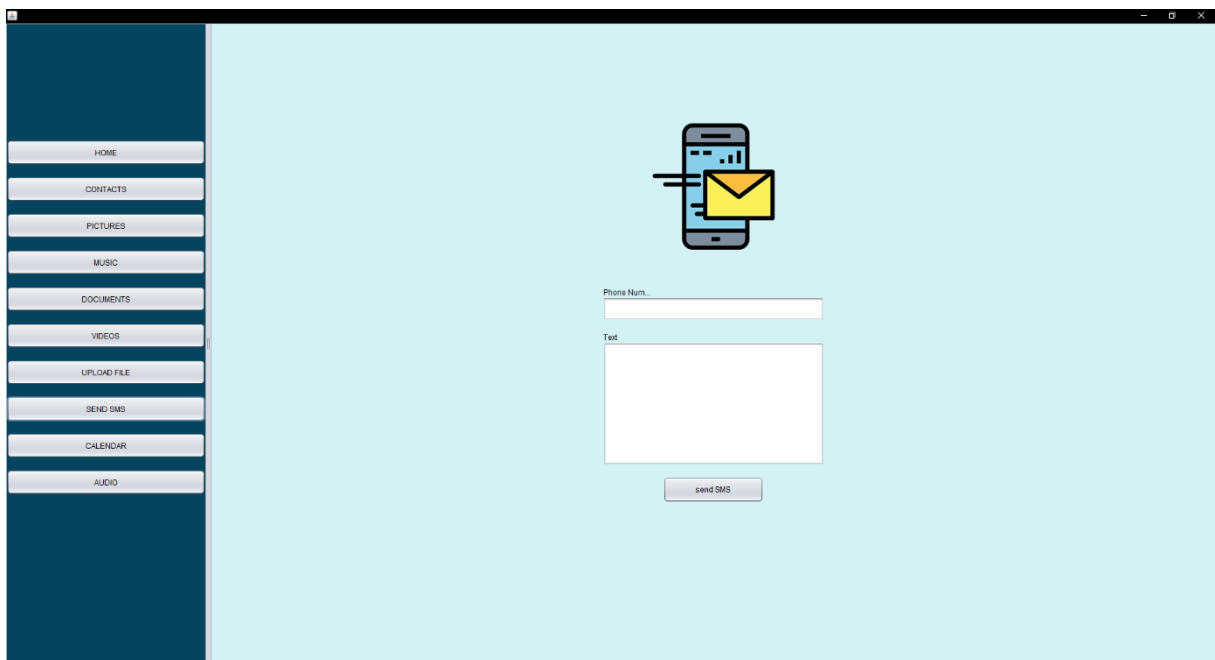 HOME
CONTACTS
PICTURES
MUSIC
DOCUMENTS
VIDEOS
UPLOAD FILE
SEND SMS
CALENDAR
AUDIO
Phone Num...
Text
send SMS